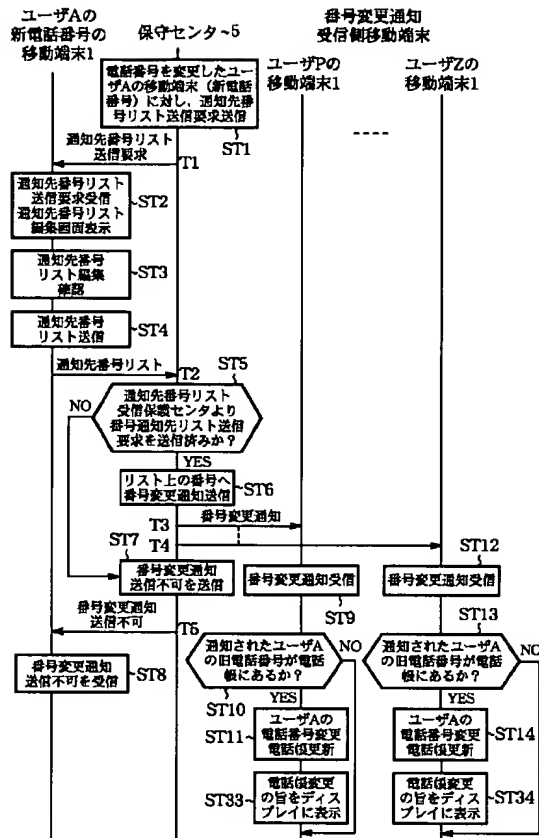 ユーザAの
新電話番号の
移動端末1
保守センタ~5
番号変更通知
受信側移動端末
ユーザPの
移動端末1
ユーザZの
移動端末1
電話番号を変更したユー
ザAの移動端末(新電話
番号)に対し、通知先番
号リスト送信要求送信
ST1
通知先番号リスト
送信要求
T1
通知先番号リスト
送信要求受信
通知先番号リスト
編集画面表示
ST2
通知先番号
リスト編集
確認
ST3
通知先番号
リスト送信
ST4
通知先番号リスト
T2
ST5
通知先番号リスト
受信保護センタより
番号通知先リスト送信
要求を送信済みか?
NO
YES
リスト上の番号へ
番号変更通知送信
ST6
T3
番号変更通知
T4
ST7
番号変更通知
送信不可を送信
番号変更通知受信
ST9
ST12
番号変更通知受信
番号変更通知
送信不可
T5
番号変更通知
送信不可を受信
ST8
通知されたユーザA
の旧電話番号が電話
帳にあるか?
NO
ST10
YES
ST13
通知されたユーザA
の旧電話番号が電話
帳にあるか?
NO
YES
ST11
ユーザAの
電話番号変更
電話帳更新
ユーザAの
電話番号変更
電話帳更新
ST14
ST33
電話帳変更
の旨をディス
プレイに表示
電話帳変更
の旨をディス
プレイに表示
ST34